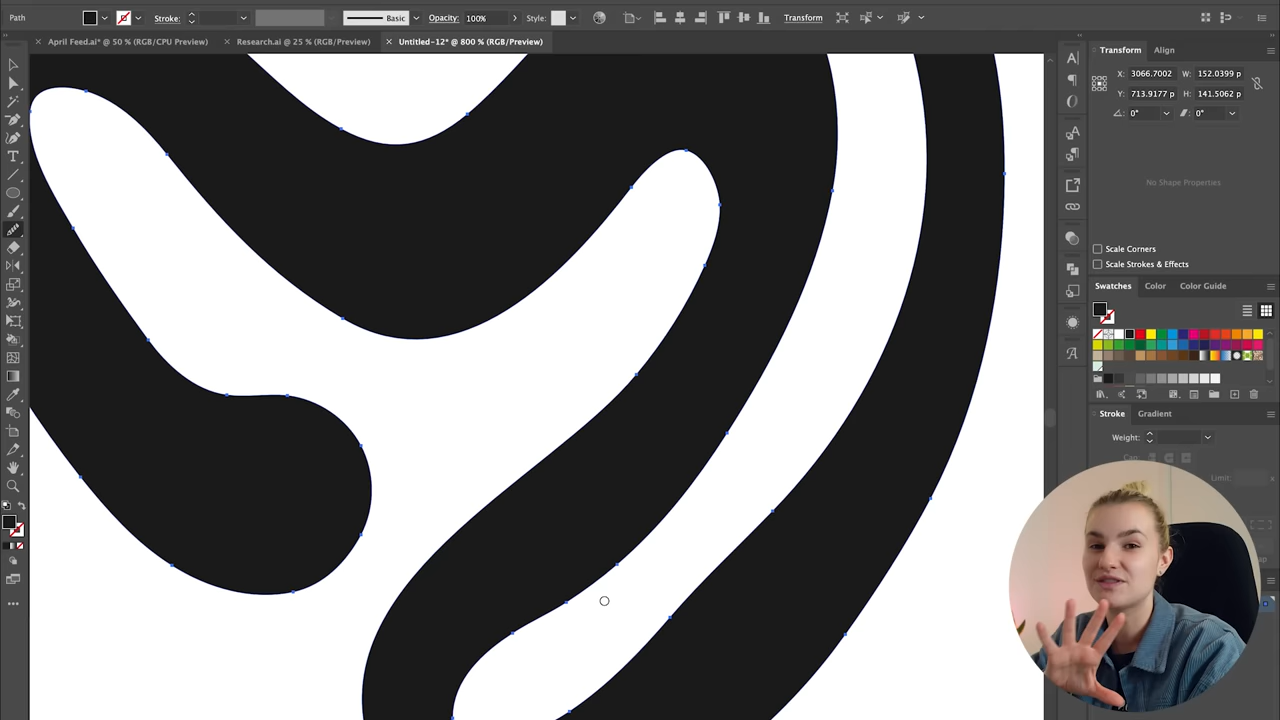 Path
Stroke:
Basic
Opacity: 100%
Style:
Transform
April Feed.ai* @ 50 % (RGB/CPU Preview)
Research.ai @ 25 % (RGB/Preview)
Untitled-12* @ 800 % (RGB/Preview)
Transform Align
X: 3066.7002 W: 152.0399 p
Y: 713.9177 p H: 141.5062 p
0° 0°
No Shape Properties
Scale Corners
Scale Strokes & Effects
Swatches Color Color Guide
Stroke Gradient
Weight:
Cap:
Limit: